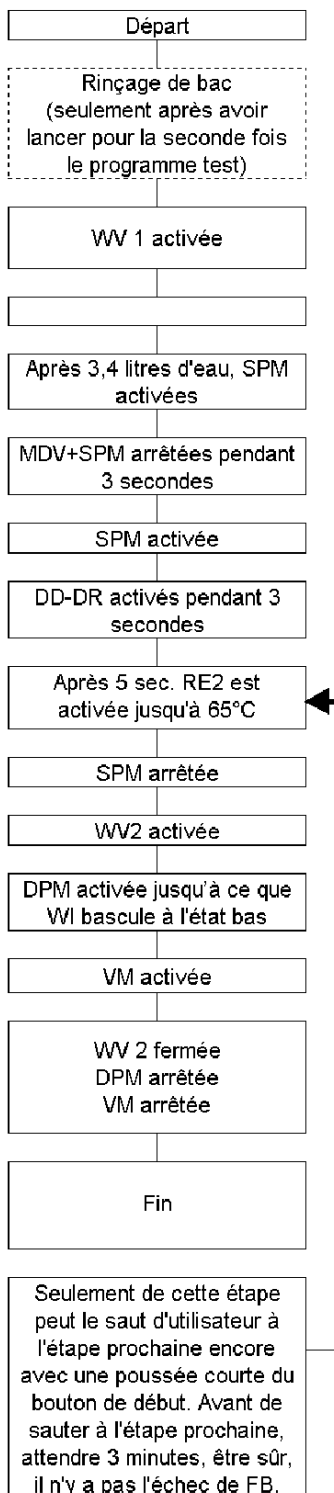 Départ
Rinçage de bac
(seulement après avoir
lancer pour la seconde fois
le programme test)
WV 1 activée
Après 3,4 litres d'eau, SPM
activées
MDV+SPM arrêtées pendant
3 secondes
SPM activée
DD-DR activés pendant 3
secondes
Après 5 sec. RE2 est
activée jusqu'à 65°C
SPM arrêtée
WV2 activée
DPM activée jusqu'à ce que
WI bascule à l'état bas
VM activée
WV 2 fermée
DPM arrêtée
VM arrêtée
Fin
Seulement de cette étape
peut le saut d'utilisateur à
l'étape prochaine encore
avec une poussée courte du
bouton de début. Avant de
sauter à l'étape prochaine,
attendre 3 minutes, être sûr,
il n'y a pas l'échec de FB.